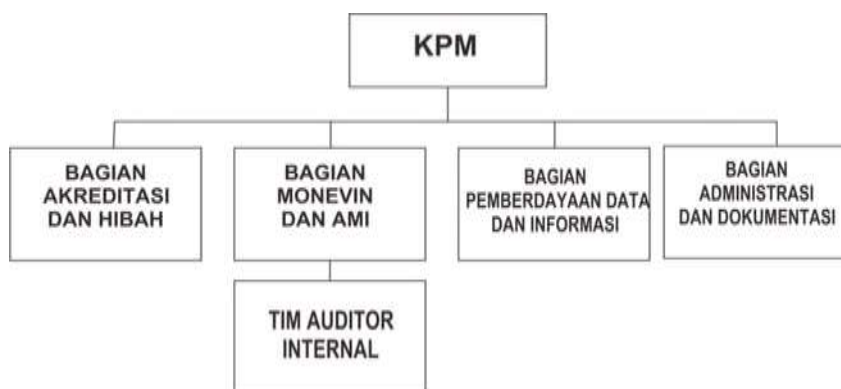 KPM
BAGIAN
AKREDITASI
DAN HIBAH
BAGIAN
MONEVIN
DAN AMI
BAGIAN
PEMBERDAYAAN DATA
DAN INFORMASI
BAGIAN
ADMINISTRASI
DAN DOKUMENTASI
TIM AUDITOR
INTERNAL